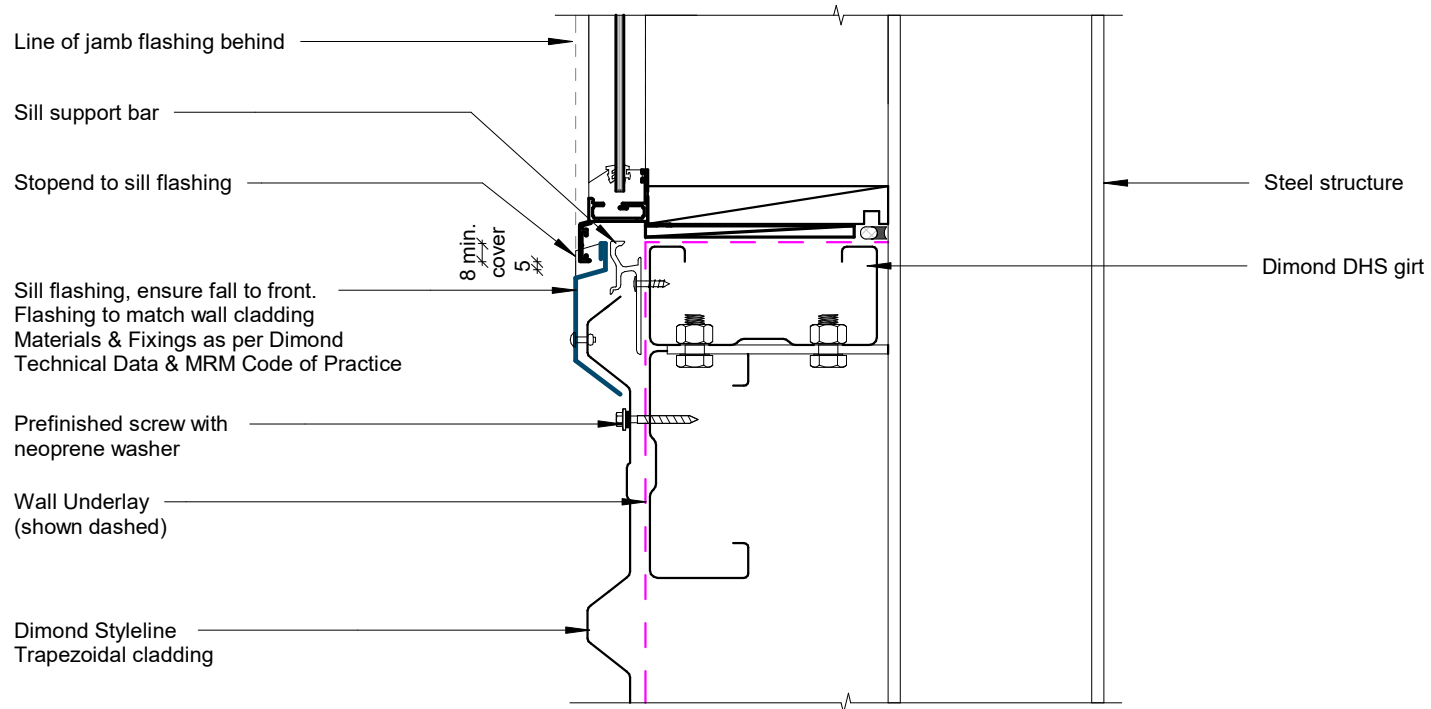 Line of jamb flashing behind
Sill support bar
Stopend to sill flashing
8 min.
cover
5
Sill flashing, ensure fall to front.
Flashing to match wall cladding
Materials & Fixings as per Dimond
Technical Data & MRM Code of Practice
Prefinished screw with
neoprene washer
Wall Underlay
(shown dashed)
Dimond Styleline
Trapezoidal cladding
Steel structure
Dimond DHS girt